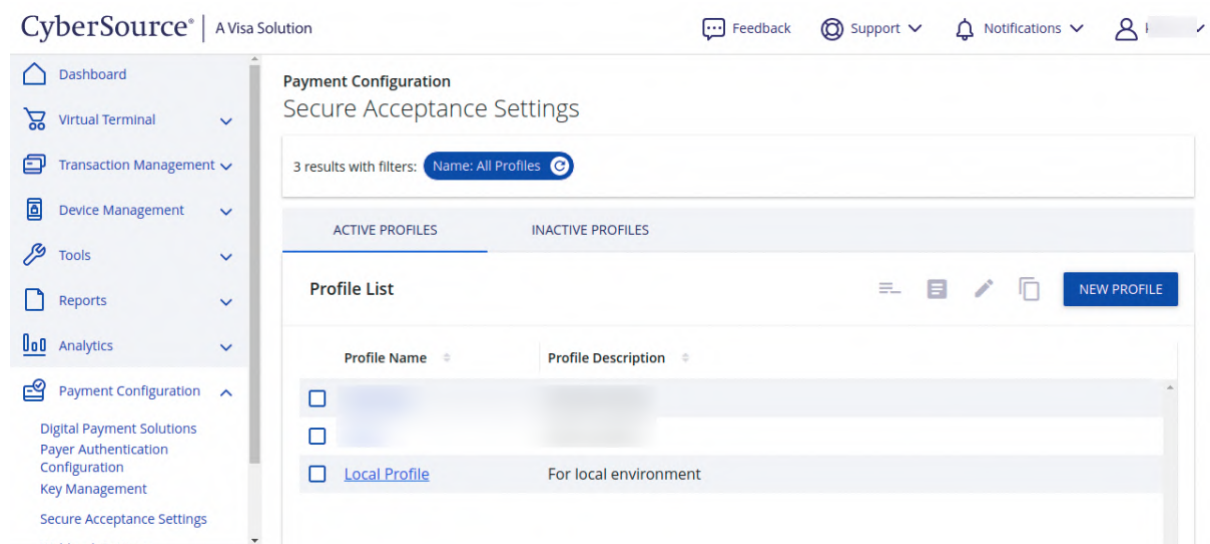 CyberSource® | A Visa Solution
Feedback
Support
Notifications
Dashboard
Virtual Terminal
Transaction Management
Device Management
Tools
Reports
Analytics
Payment Configuration
Digital Payment Solutions
Payer Authentication
Configuration
Key Management
Secure Acceptance Settings
Payment Configuration
Secure Acceptance Settings
3 results with filters: Name: All Profiles
ACTIVE PROFILES INACTIVE PROFILES
Profile List
NEW PROFILE
Profile Name Profile Description
Local Profile For local environment